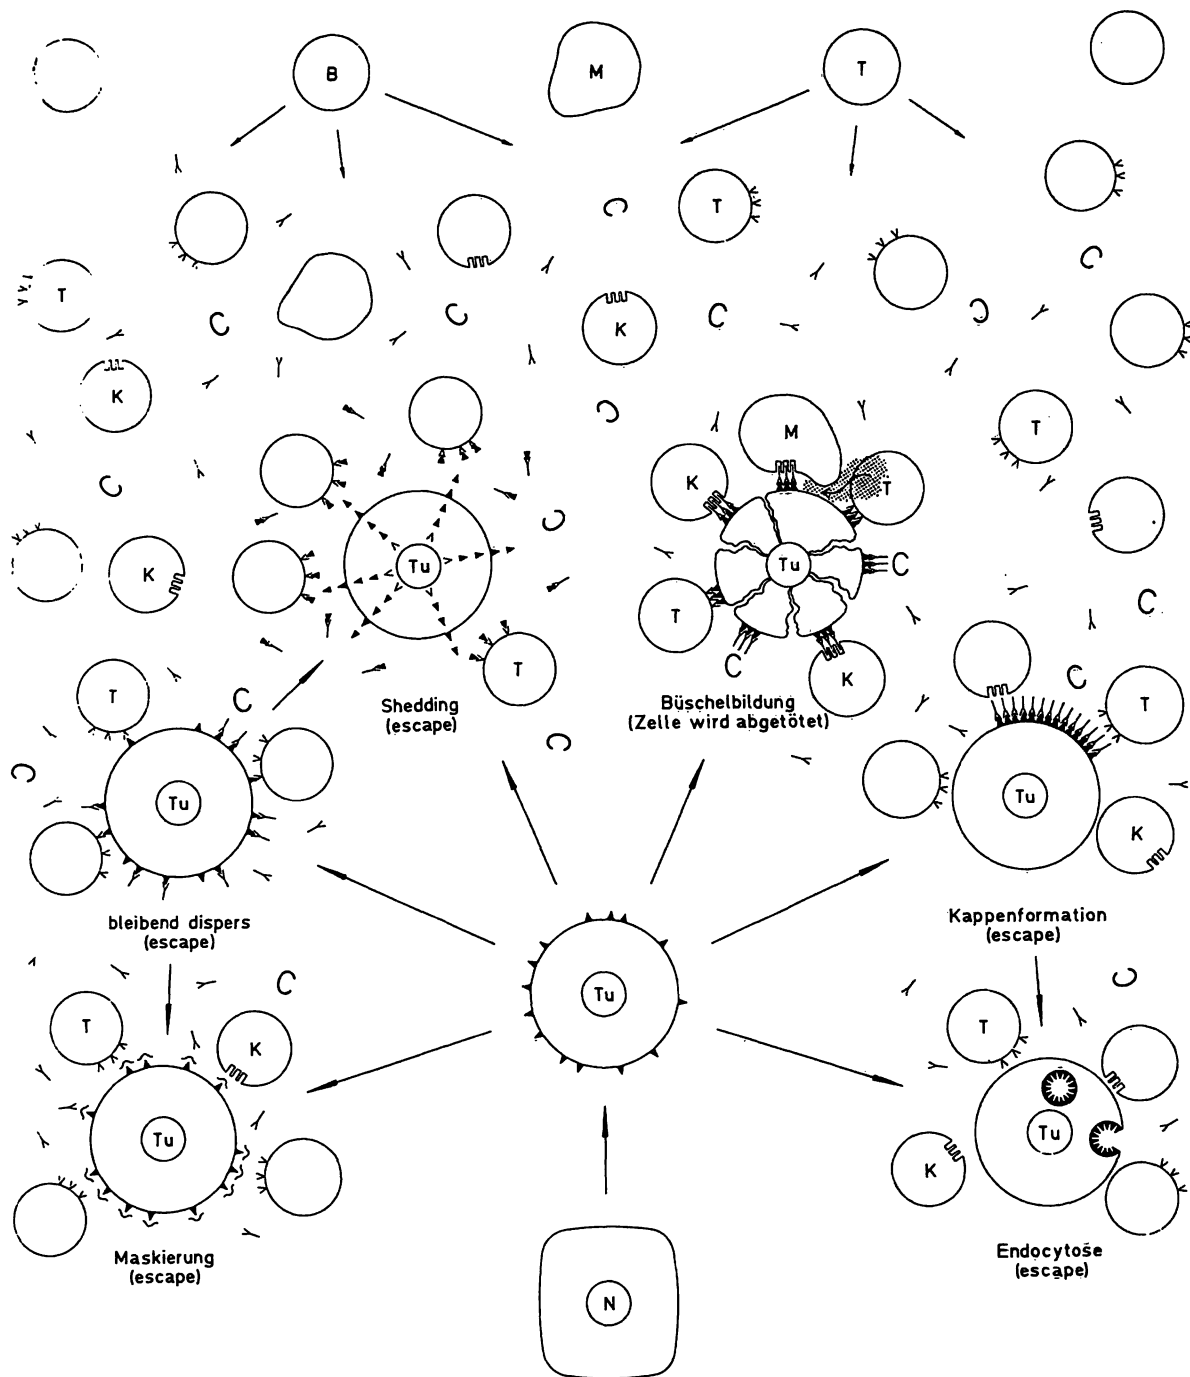 B
M
T
T
T
K
K
C
C
C
C
C
C
T
M
K
T
C
C
K
Tu
Tu
C
C
T
T
C
K
C
Shedding
(escape)
Büschelbildung
(Zelle wird abgetötet)
T
C
C
T
C
C
Tu
Tu
K
bleibend dispers
(escape)
Kappenformation
(escape)
T
C
K
Tu
T
C
Tu
Tu
K
Maskierung
(escape)
Endocytose
(escape)
N